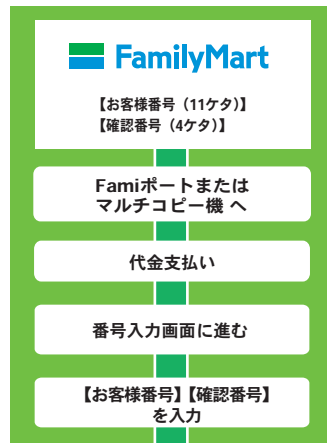 FamilyMart
【お客様番号（11ケタ）】
【確認番号（4ケタ）】
Famiポートまたは
マルチコピー機 へ
代金支払い
番号入力画面に進む
【お客様番号】【確認番号】
を入力